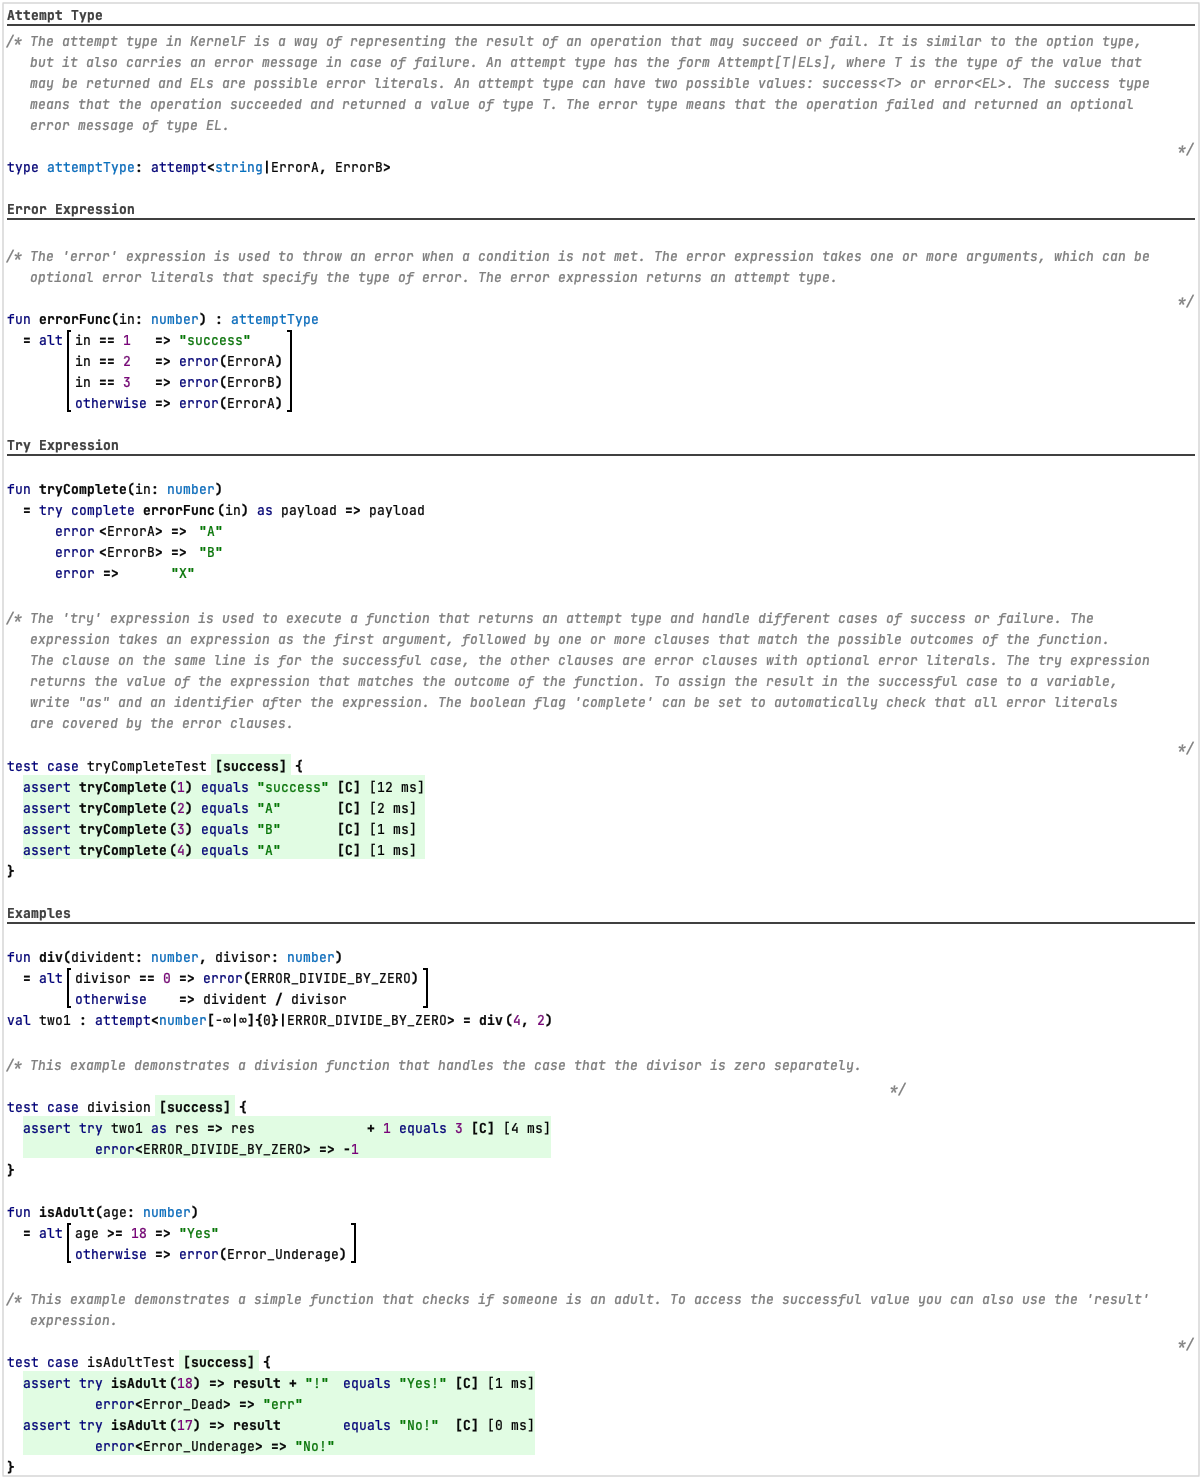 Attempt Type
/* The attempt type in KernelF is a way of representing the result of an operation that may succeed or fail. It is similar to the option type,
but it also carries an error message in case of failure. An attempt type has the form Attempt[T|ELs], where T is the type of the value that
may be returned and ELs are possible error literals. An attempt type can have two possible values: success<T> or error<EL>. The success type
means that the operation succeeded and returned a value of type T. The error type means that the operation failed and returned an optional
error message of type EL.
*/
type attemptType: attempt<string|ErrorA, ErrorB>
Error Expression
/* The 'error' expression is used to throw an error when a condition is not met. The error expression takes one or more arguments, which can be
optional error literals that specify the type of error. The error expression returns an attempt type.
*/
fun errorFunc(in: number) : attemptType
= alt [in == 1 => "success"
in == 2 => error(ErrorA)
in == 3 => error(ErrorB)
otherwise => error(ErrorA)]
Try Expression
fun tryComplete(in: number)
= try complete errorFunc(in) as payload => payload
error <ErrorA> => "A"
error <ErrorB> => "B"
error => "X"
/* The 'try' expression is used to execute a function that returns an attempt type and handle different cases of success or failure. The
expression takes an expression as the first argument, followed by one or more clauses that match the possible outcomes of the function.
The clause on the same line is for the successful case, the other clauses are error clauses with optional error literals. The try expression
returns the value of the expression that matches the outcome of the function. To assign the result in the successful case to a variable,
write "as" and an identifier after the expression. The boolean flag 'complete' can be set to automatically check that all error literals
are covered by the error clauses.
*/
test case tryCompleteTest [success] {
assert tryComplete(1) equals "success" [C] [12 ms]
assert tryComplete(2) equals "A" [C] [2 ms]
assert tryComplete(3) equals "B" [C] [1 ms]
assert tryComplete(4) equals "A" [C] [1 ms]
}
Examples
fun div(divident: number, divisor: number)
= alt [divisor == 0 => error(ERROR_DIVIDE_BY_ZERO)
otherwise => divident / divisor]
val two1 : attempt<number[-∞|∞]{0}|ERROR_DIVIDE_BY_ZERO> = div(4, 2)
/* This example demonstrates a division function that handles the case that the divisor is zero separately.
*/
test case division [success] {
assert try two1 as res => res + 1 equals 3 [C] [4 ms]
error<ERROR_DIVIDE_BY_ZERO> => -1
}
fun isAdult(age: number)
= alt [age >= 18 => "Yes"
otherwise => error(Error_Underage)]
/* This example demonstrates a simple function that checks if someone is an adult. To access the successful value you can also use the 'result'
expression.
*/
test case isAdultTest [success] {
assert try isAdult(18) => result + "!" equals "Yes!" [C] [1 ms]
error<Error_Dead> => "err"
assert try isAdult(17) => result equals "No!" [C] [0 ms]
error<Error_Underage> => "No!"
}